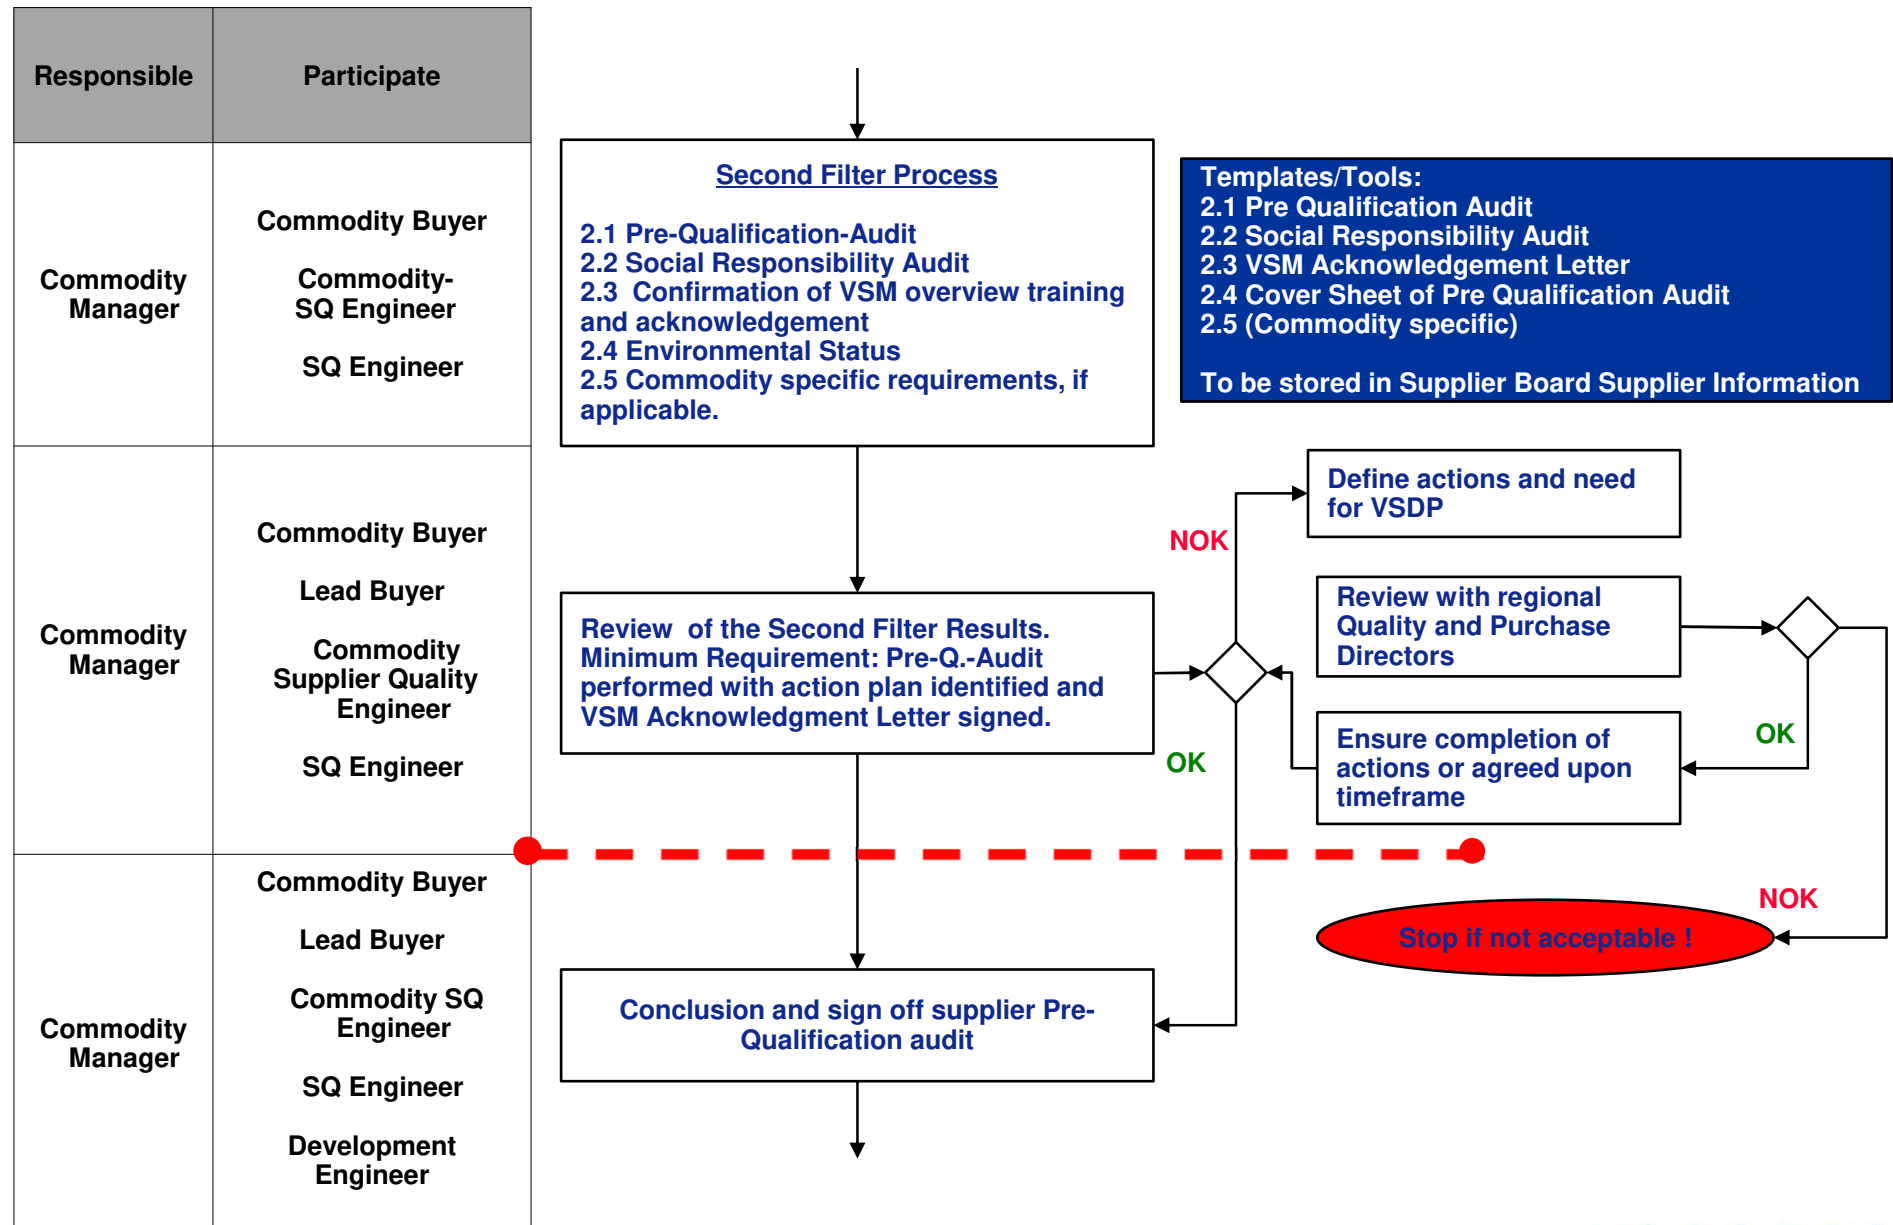 Responsible
Participate
Commodity
Manager
Commodity Buyer
Commodity-
SQ Engineer
SQ Engineer
Second Filter Process
2.1 Pre-Qualification-Audit
2.2 Social Responsibility Audit
2.3  Confirmation of VSM overview training
and acknowledgement
2.4 Environmental Status
2.5 Commodity specific requirements, if
applicable.
Templates/Tools:
2.1 Pre Qualification Audit
2.2 Social Responsibility Audit
2.3 VSM Acknowledgement Letter
2.4 Cover Sheet of Pre Qualification Audit
2.5 (Commodity specific)
To be stored in Supplier Board Supplier Information
Commodity
Manager
Commodity Buyer
Lead Buyer
Commodity
Supplier Quality
Engineer
SQ Engineer
Review  of the Second Filter Results.
Minimum Requirement: Pre-Q.-Audit
performed with action plan identified and
VSM Acknowledgment Letter signed.
NOK
OK
Define actions and need
for VSDP
Review with regional
Quality and Purchase
Directors
Ensure completion of
actions or agreed upon
timeframe
OK
NOK
Stop if not acceptable !
Commodity
Manager
Commodity Buyer
Lead Buyer
Commodity SQ
Engineer
SQ Engineer
Development
Engineer
Conclusion and sign off supplier Pre-
Qualification audit